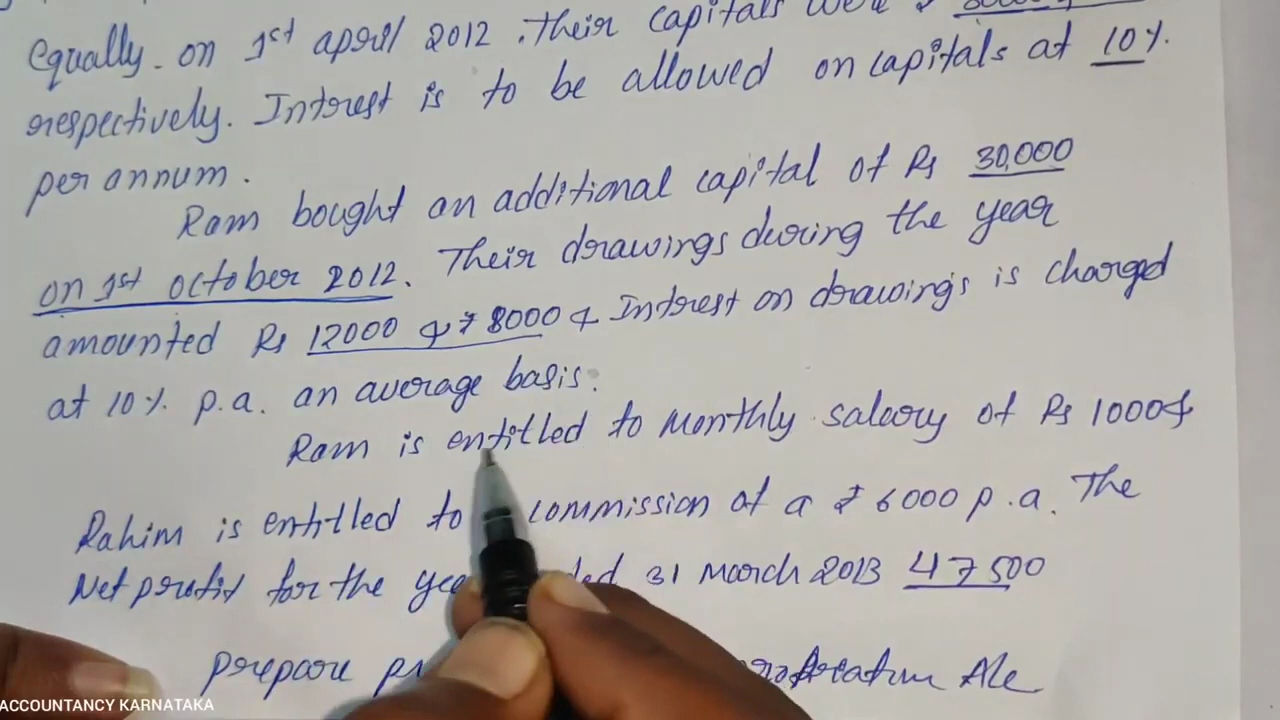 Equally. on 1st april 2012. Their capitals were ₹
respectively. Interest is to be allowed on capitals at 10%.
per annum.
Ram bought an additional capital of Rs 30,000
on 1st october 2012. Their drawings during the year
amounted Rs 12000 & ₹ 8000 & Interest on drawings is charged
at 10% p.a. an average basis.
Ram is entitled to monthly salary of Rs 1000 &
Rahim is entitled to commission of a ₹ 6000 p.a. The
Net profit for the 31 March 2013 47500
prepare Alc
ACCOUNTANCY KARNATAKA